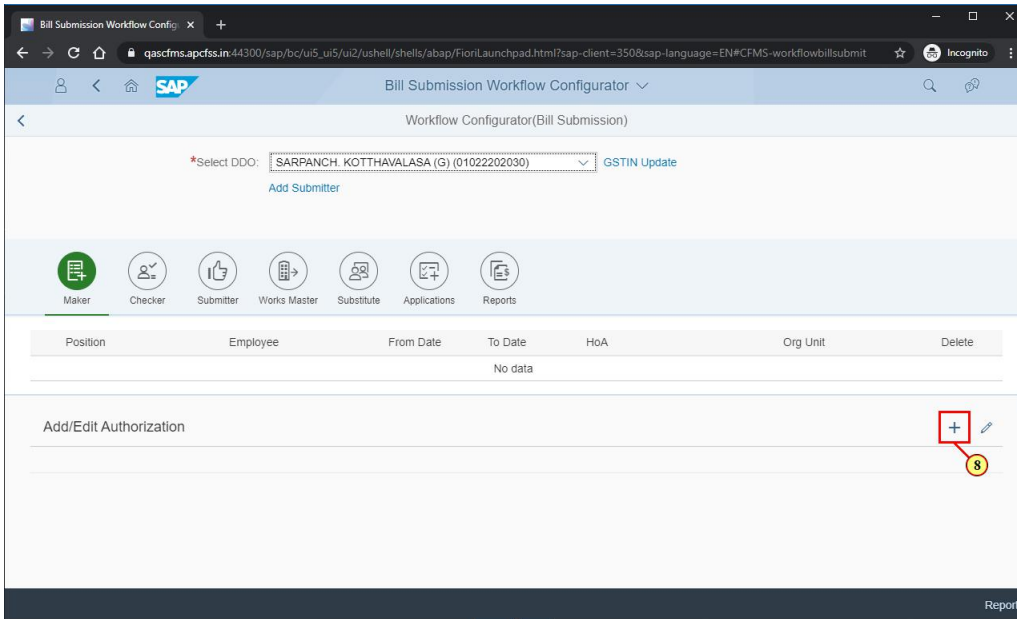 Bill Submission Workflow Config
qascfms.apcfss.in:44300/sap/bc/ui5_ui5/ui2/ushell/shells/abap/FioriLaunchpad.html?sap-client=350&sap-language=EN#CFMS-workflowbillsubmit
Incognito
SAP
Bill Submission Workflow Configurator
Workflow Configurator(Bill Submission)
*Select DDO: SARPANCH. KOTTHAVALASA (G) (01022202030) GSTIN Update
Add Submitter
Maker Checker Submitter Works Master Substitute Applications Reports
Position Employee From Date To Date HoA Org Unit Delete
No data
Add/Edit Authorization
8
Report